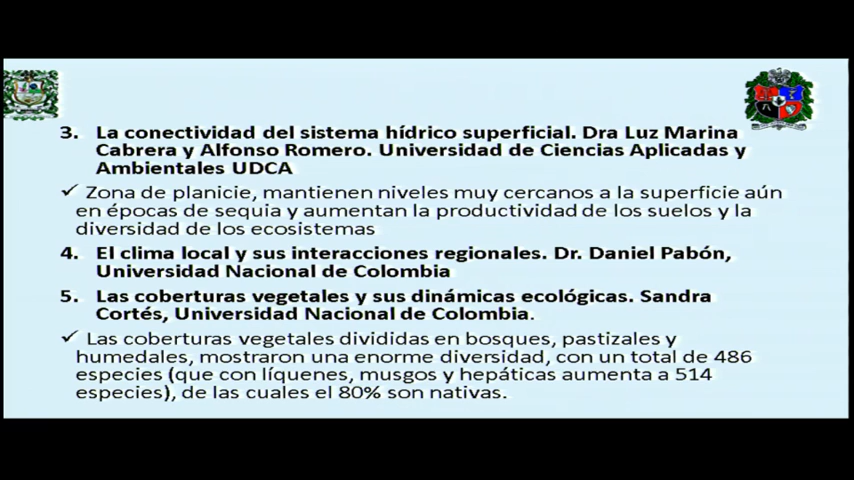 3. La conectividad del sistema hídrico superficial. Dra Luz Marina
Cabrera y Alfonso Romero. Universidad de Ciencias Aplicadas y
Ambientales UDCA
✓ Zona de planicie, mantienen niveles muy cercanos a la superficie aún
en épocas de sequia y aumentan la productividad de los suelos y la
diversidad de los ecosistemas
4. El clima local y sus interacciones regionales. Dr. Daniel Pabón,
Universidad Nacional de Colombia
5. Las coberturas vegetales y sus dinámicas ecológicas. Sandra
Cortés, Universidad Nacional de Colombia.
✓ Las coberturas vegetales divididas en bosques, pastizales y
humedales, mostraron una enorme diversidad, con un total de 486
especies (que con líquenes, musgos y hepáticas aumenta a 514
especies), de las cuales el 80% son nativas.